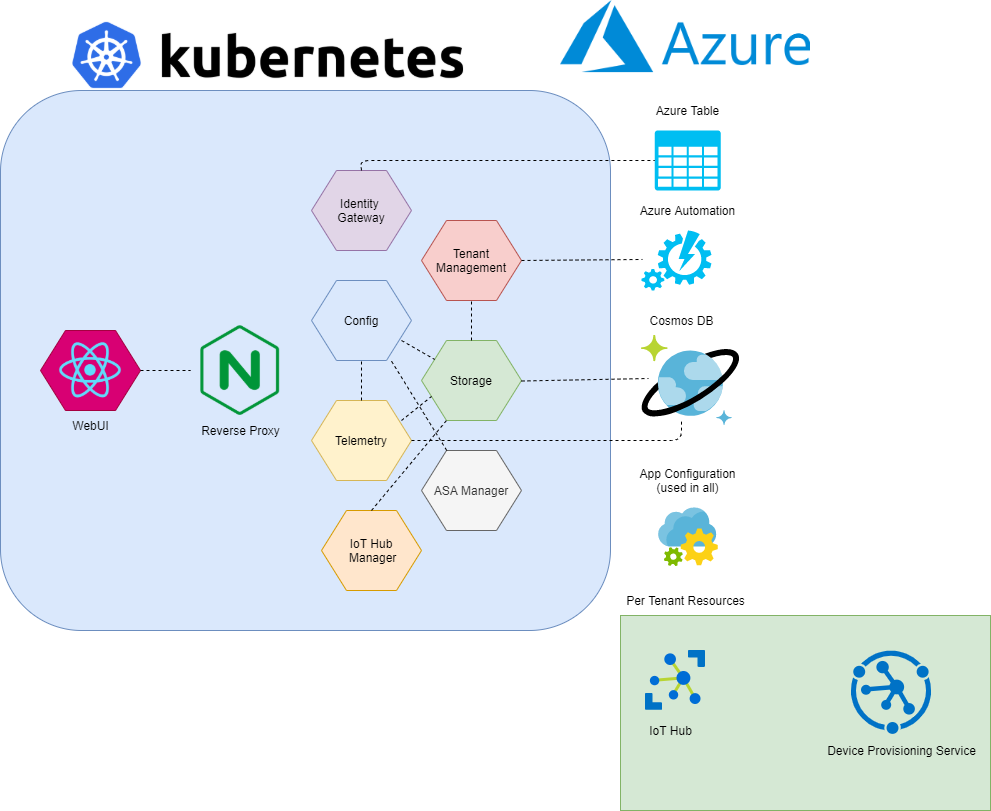 kubernetes
Azure
Azure Table
Identity
Gateway
Azure Automation
Tenant
Management
Config
Cosmos DB
WebUI
N
Reverse Proxy
Storage
Telemetry
ASA Manager
App Configuration
(used in all)
IoT Hub
Manager
Per Tenant Resources
IoT Hub
Device Provisioning Service